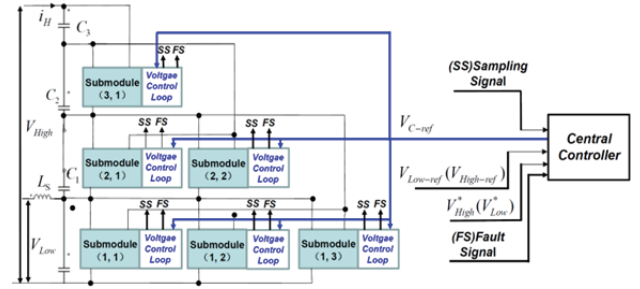 i_H
C_3
SS FS
Submodule
(3, 1)
Voltgae
Control
Loop
C_2
V_High
SS FS
SS FS
Submodule
(2, 1)
Voltgae
Control
Loop
Submodule
(2, 2)
Voltgae
Control
Loop
C_1
L_S
V_Low
SS FS
SS FS
SS FS
Submodule
(1, 1)
Voltgae
Control
Loop
Submodule
(1, 2)
Voltgae
Control
Loop
Submodule
(1, 3)
Voltgae
Control
Loop
(SS)Sampling
Signal
V_C-ref
Central
Controller
V_Low-ref(V_High-ref)
V*_High(V*_Low)
(FS)Fault
Signal